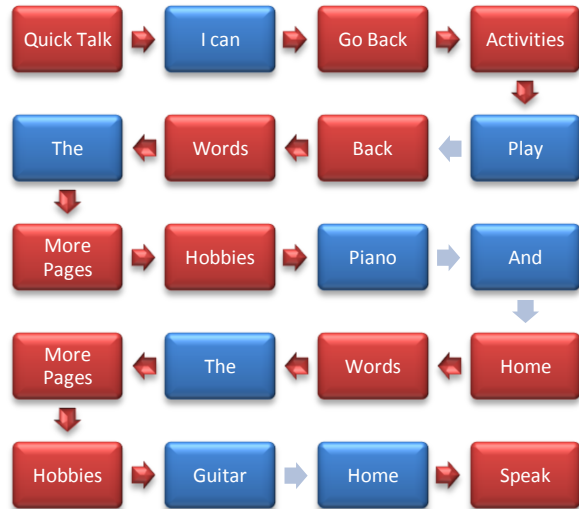 Quick Talk
I can
Go Back
Activities
Play
Back
Words
The
More
Pages
Hobbies
Piano
And
Home
Words
The
More
Pages
Hobbies
Guitar
Home
Speak